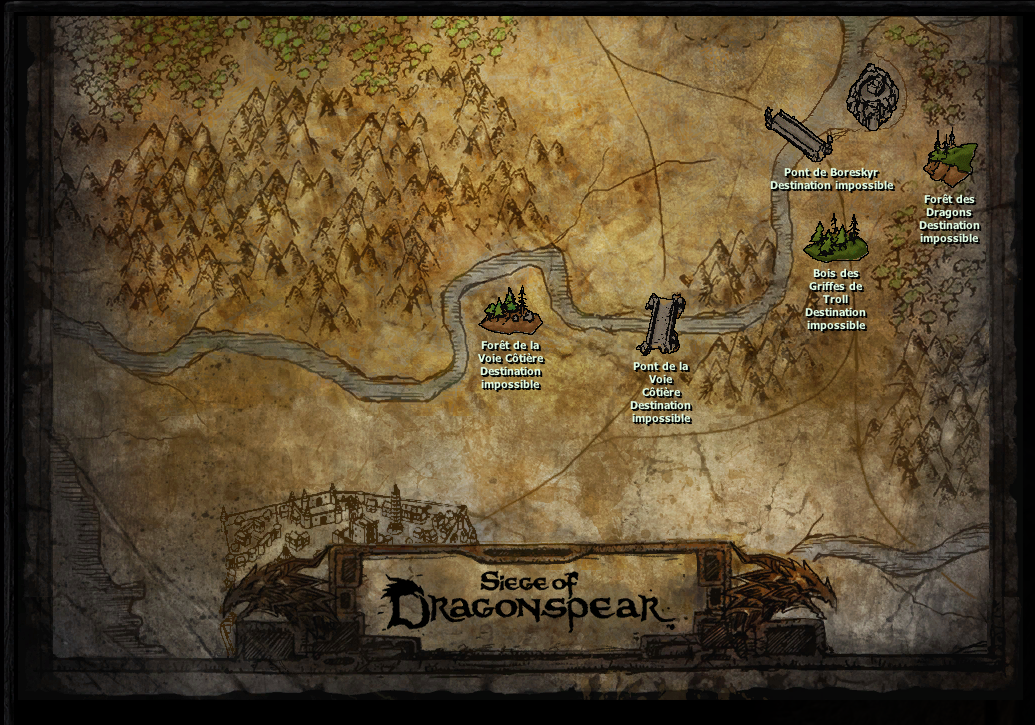 Pont de Boreskyr
Destination impossible
Forêt des
Dragons
Destination
impossible
Bois des
Griffes de
Troll
Destination
impossible
Forêt de la
Voie Côtière
Destination
impossible
Pont de la
Voie
Côtière
Destination
impossible
Siege of
Dragonspear